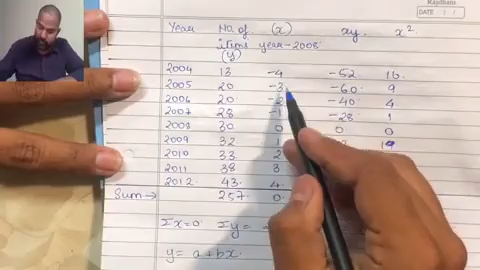 Rajdhani
DATE
Year No. of (x) xy x²
items year-2008
(y)
2004 13 -4 -52 16
2005 20 -3 -60 9
2006 20 -2 -40 4
2007 28 -1 -28 1
2008 30 0 0 0
2009 32 1
2010 33 2
2011 38 3
2012 43 4
Sum → 257 0
Σx=0 Σy=
y = a + bx